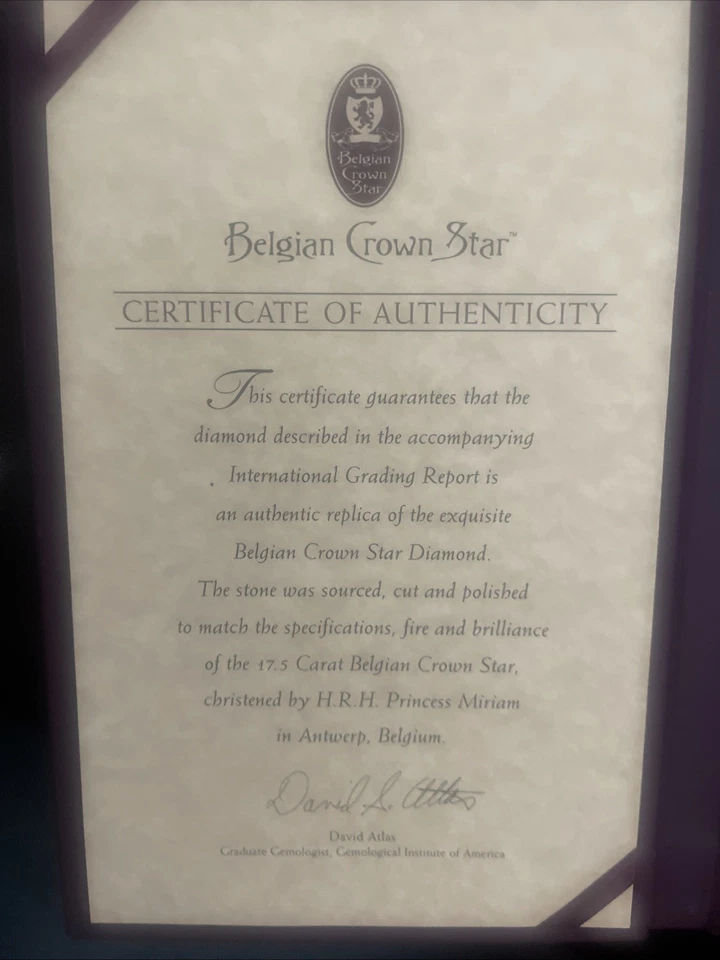 Belgian
Crown
Star
Belgian Crown Star™
CERTIFICATE OF AUTHENTICITY
This certificate guarantees that the
diamond described in the accompanying
International Grading Report is
an authentic replica of the exquisite
Belgian Crown Star Diamond.
The stone was sourced, cut and polished
to match the specifications, fire and brilliance
of the 17.5 Carat Belgian Crown Star,
christened by H.R.H. Princess Miriam
in Antwerp, Belgium.
David S. Atlas
David Atlas
Graduate Gemologist, Gemological Institute of America